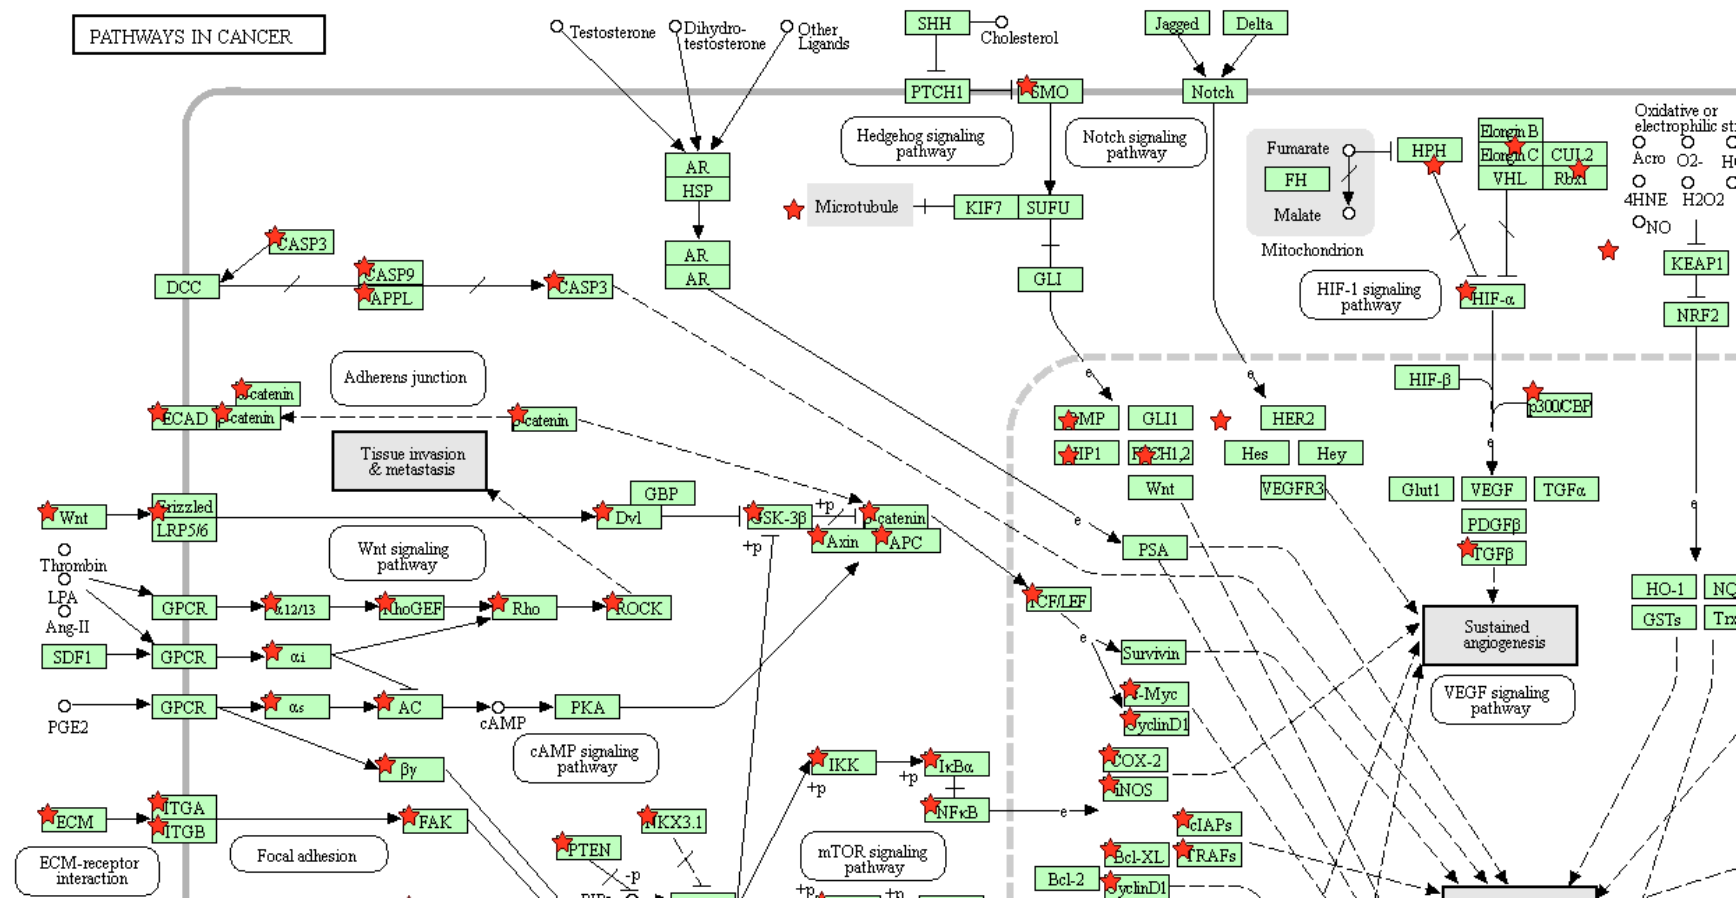 PATHWAYS IN CANCER
Testosterone
Dihydro-
testosterone
Other
Ligands
SHH
Cholesterol
Jagged
Delta
PTCH1
SMO
Notch
Hedgehog signaling
pathway
Notch signaling
pathway
AR
HSP
AR
AR
Microtubule
KIF7
SUFU
GLI
Fumarate
FH
Malate
Mitochondrion
HPH
Elongin B
Elongin C
CUL2
VHL
Rbx1
Oxidative or
electrophilic
Acro
O2-
4HNE
H2O2
NO
KEAP1
NRF2
HIF-1 signaling
pathway
HIF-α
CASP3
DCC
CASP9
APPL
CASP3
Adherens junction
α-catenin
ECAD
β-catenin
β-catenin
Tissue invasion
& metastasis
e
e
HIF-β
p300/CBP
e
BMP
GLI1
HER2
HIP1
PTCH1,2
Hes
Hey
Wnt
VEGFR3
Glut1
VEGF
TGFα
PDGFβ
TGFβ
e
Wnt
Frizzled
LRP5/6
GBP
Dvl
GSK-3β
+p
β-catenin
+p
Axin
APC
e
PSA
Wnt signaling
pathway
Thrombin
LPA
Ang-II
GPCR
α12/13
RhoGEF
Rho
ROCK
TCF/LEF
HO-1
GSTs
Sustained
angiogenesis
SDF1
GPCR
αi
e
Survivin
PGE2
GPCR
αs
AC
cAMP
PKA
c-Myc
CyclinD1
VEGF signaling
pathway
cAMP signaling
pathway
βγ
IKK
+p
+p
IκBα
COX-2
iNOS
ECM
ITGA
ITGB
FAK
NKX3.1
NFκB
e
cIAPs
ECM-receptor
interaction
Focal adhesion
PTEN
-p
mTOR signaling
pathway
Bcl-XL
TRAFs
Bcl-2
CyclinD1
+p
+p